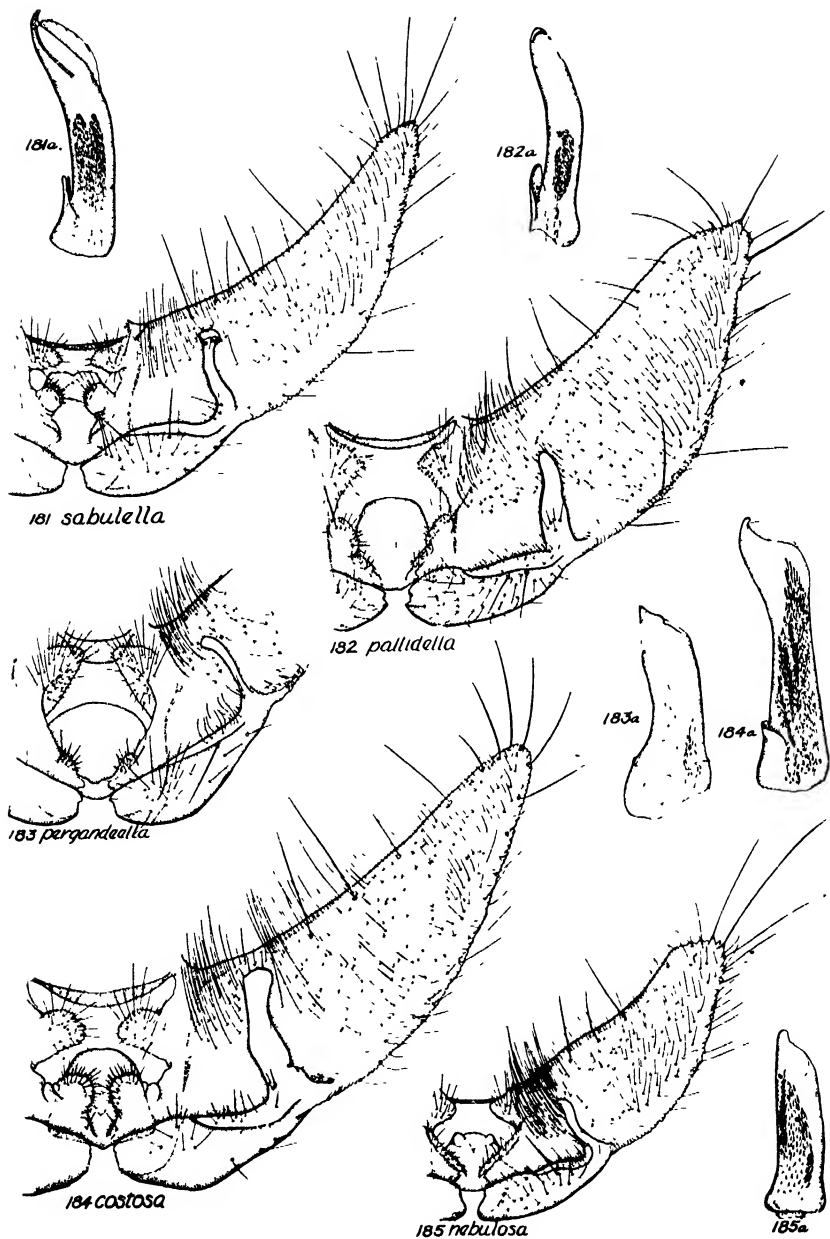 181a.
182a
181 sabulella
182 pallidella
183a
184a
183 pergandeella
184 costosa
185 nebulosa
185a